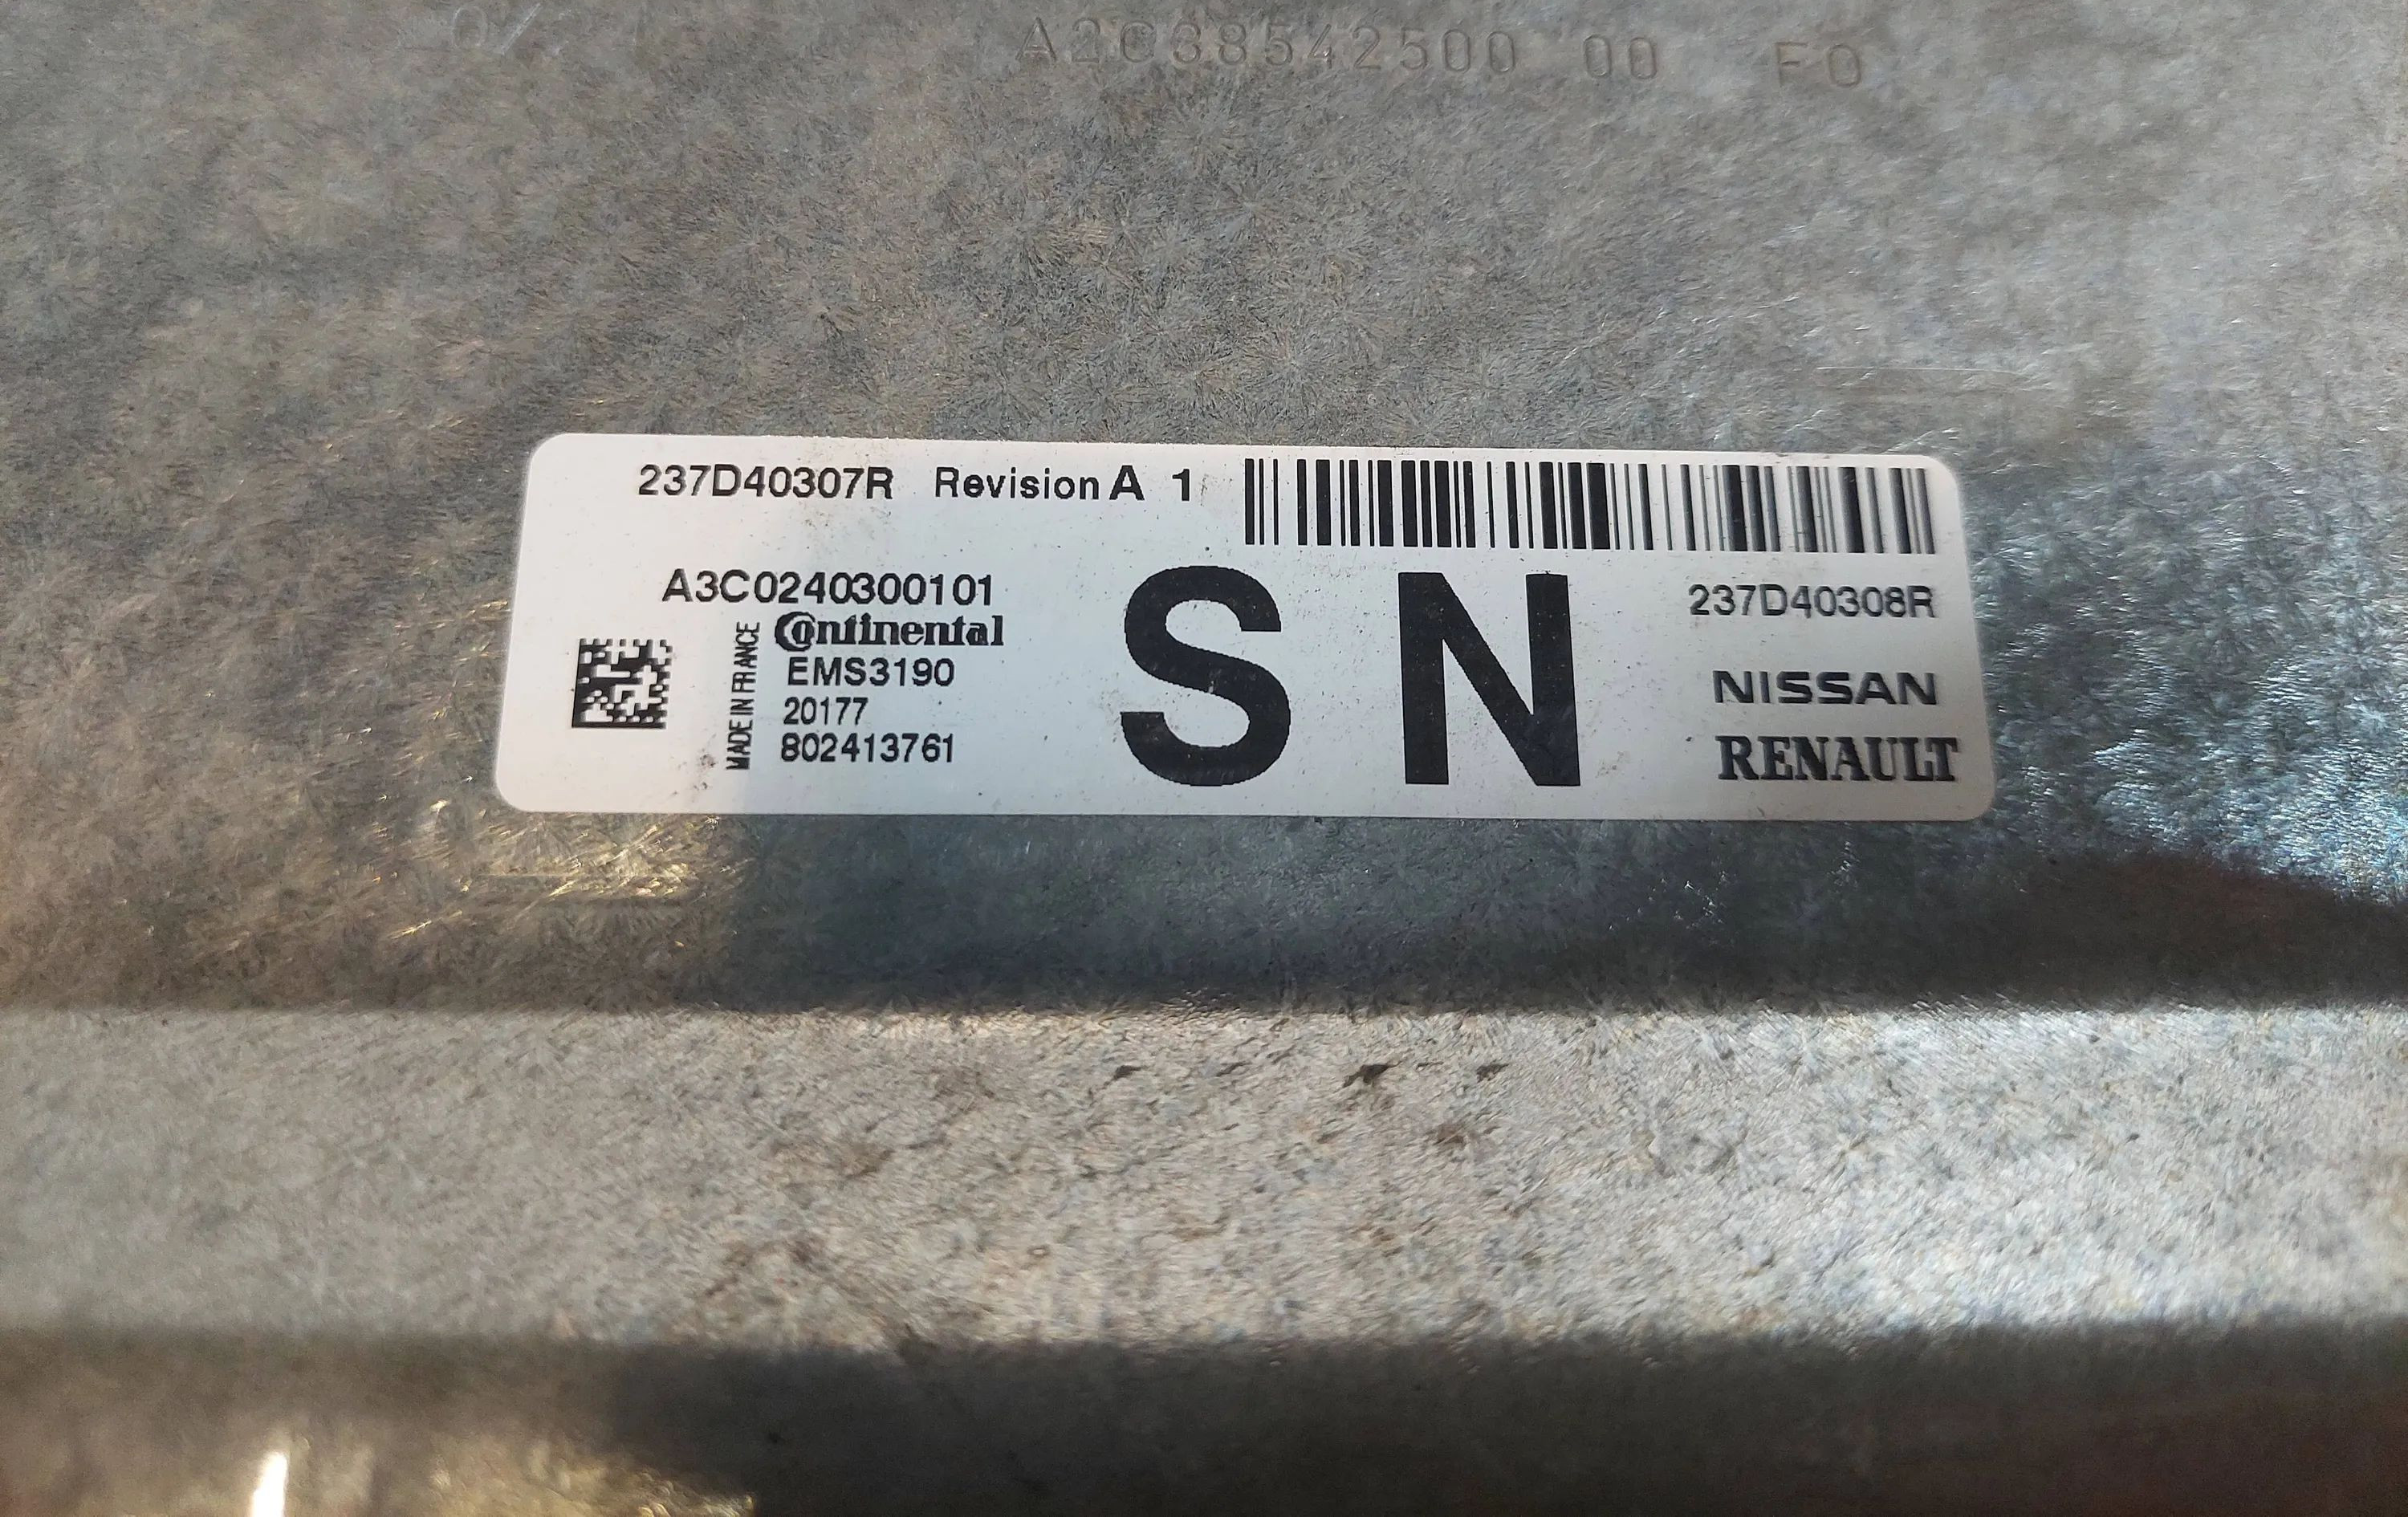 A2C38542500 00 F0
237D40307R Revision A 1
A3C0240300101
Continental
MADE IN FRANCE
EMS3190
20177
802413761
S N
237D40308R
NISSAN
RENAULT